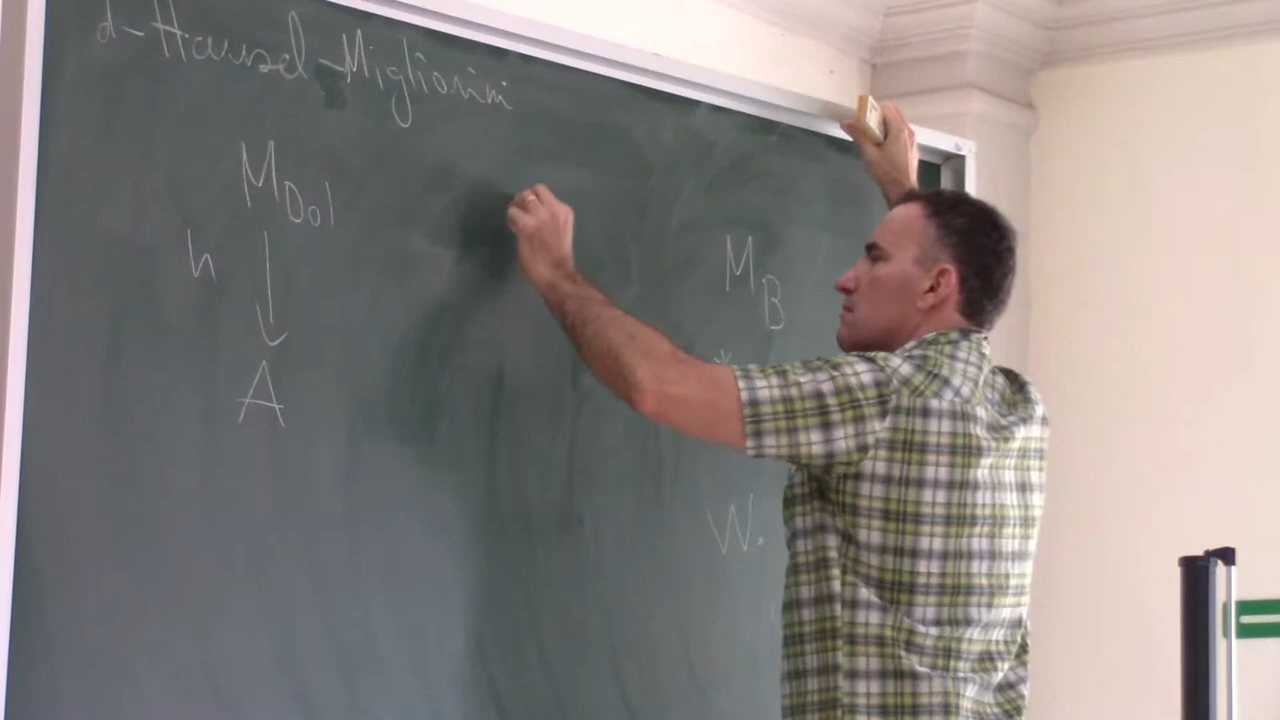 d-Hausel-Migliorini
M_Dol
h ↓
A
M_B
*
W.